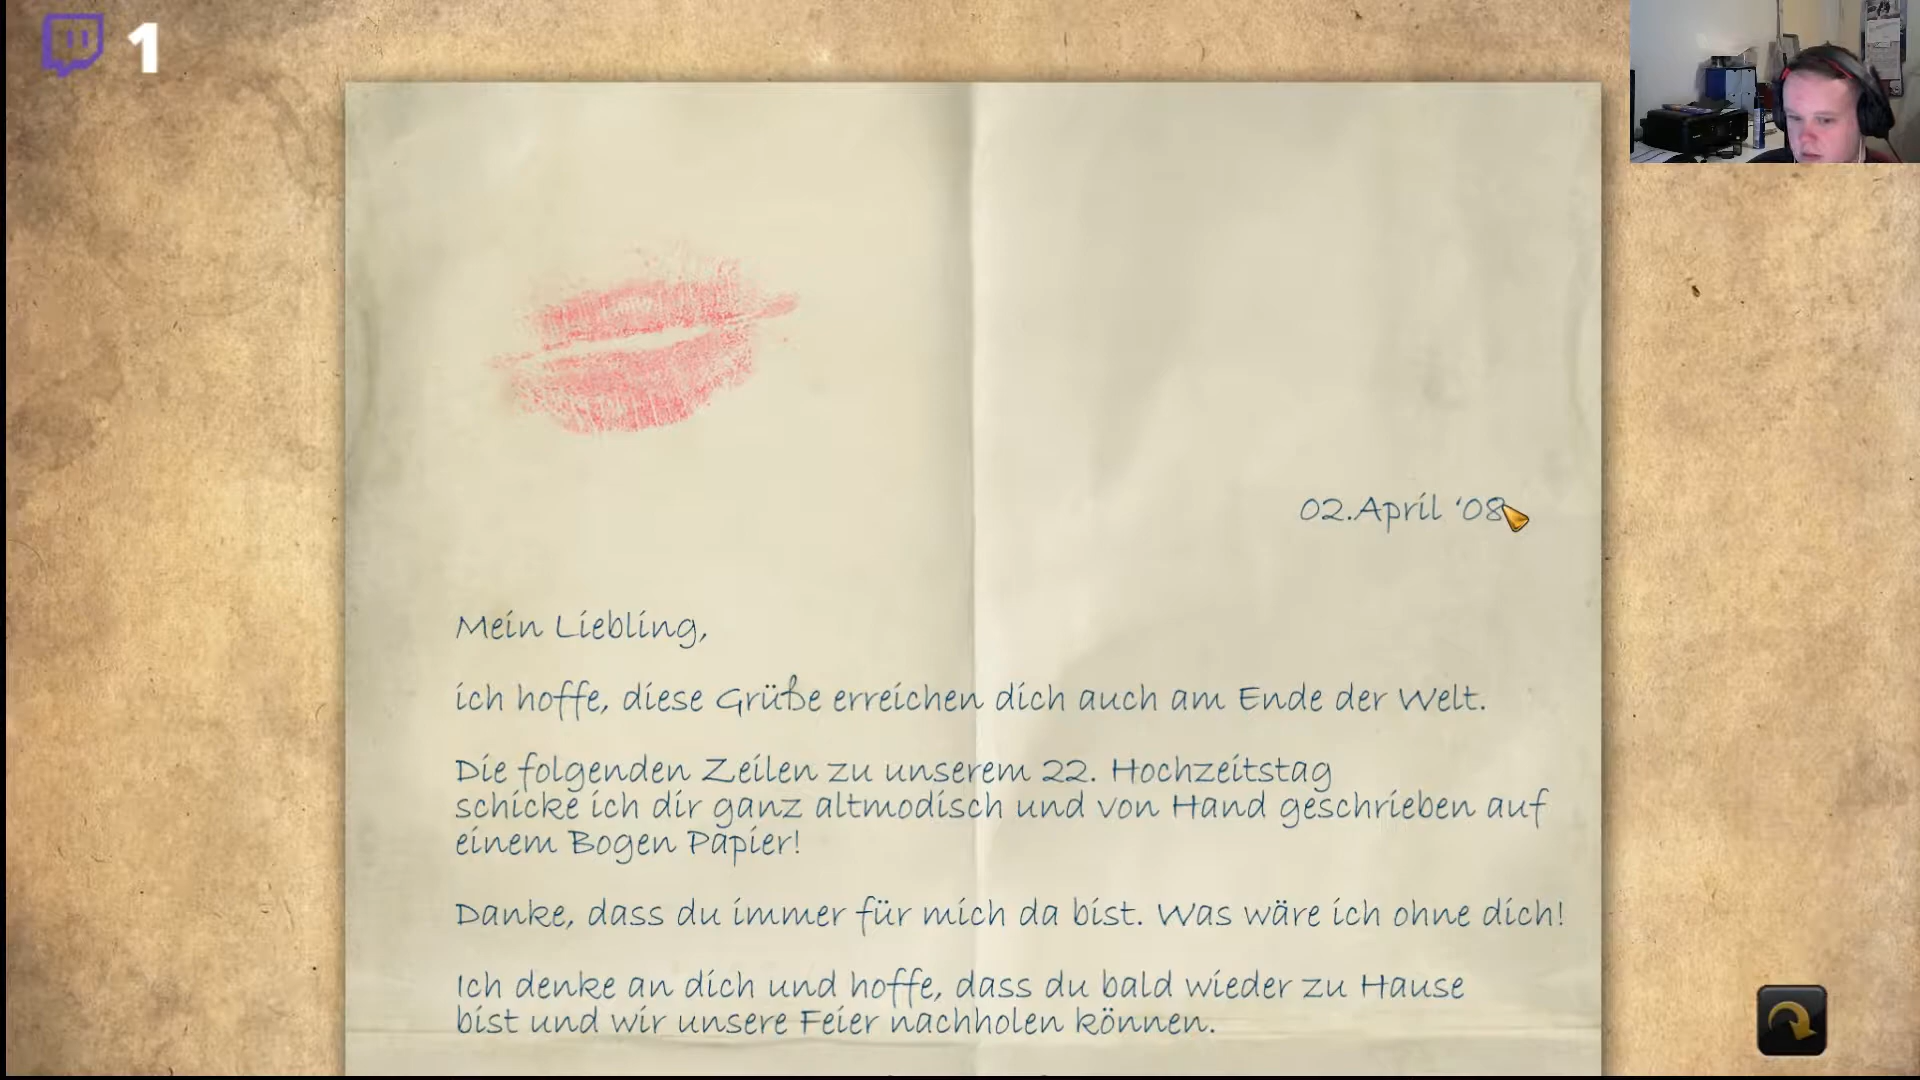 1
02.April '08
Mein Liebling,
ich hoffe, diese Grüße erreichen dich auch am Ende der Welt.
Die folgenden Zeilen zu unserem 22. Hochzeitstag
schicke ich dir ganz altmodisch und von Hand geschrieben auf
einem Bogen Papier!
Danke, dass du immer für mich da bist. Was wäre ich ohne dich!
Ich denke an dich und hoffe, dass du bald wieder zu Hause
bist und wir unsere Feier nachholen können.